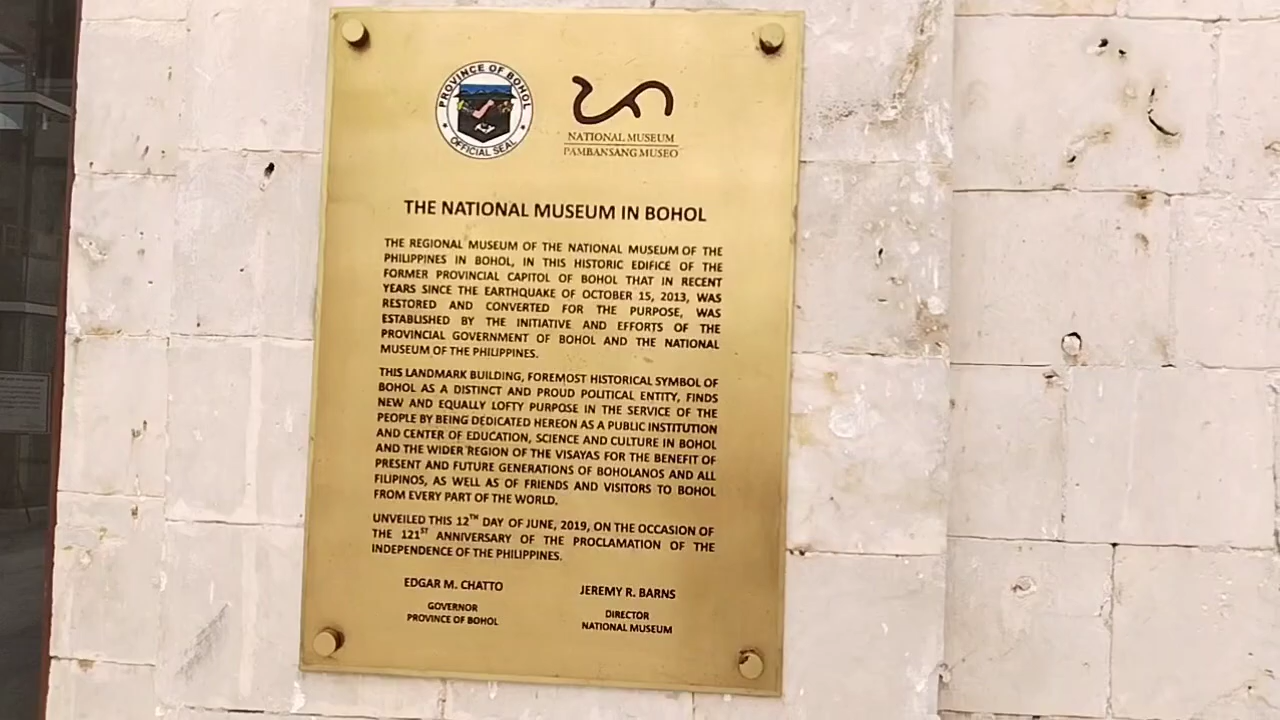 PROVINCE OF BOHOL
OFFICIAL SEAL
NATIONAL MUSEUM
PAMBANSANG MUSEO
THE NATIONAL MUSEUM IN BOHOL
THE REGIONAL MUSEUM OF THE NATIONAL MUSEUM OF THE
PHILIPPINES IN BOHOL, IN THIS HISTORIC EDIFICE OF THE
FORMER PROVINCIAL CAPITOL OF BOHOL THAT IN RECENT
YEARS SINCE THE EARTHQUAKE OF OCTOBER 15, 2013, WAS
RESTORED AND CONVERTED FOR THE PURPOSE, WAS
ESTABLISHED BY THE INITIATIVE AND EFFORTS OF THE
PROVINCIAL GOVERNMENT OF BOHOL AND THE NATIONAL
MUSEUM OF THE PHILIPPINES.
THIS LANDMARK BUILDING, FOREMOST HISTORICAL SYMBOL OF
BOHOL AS A DISTINCT AND PROUD POLITICAL ENTITY, FINDS
NEW AND EQUALLY LOFTY PURPOSE IN THE SERVICE OF THE
PEOPLE BY BEING DEDICATED HEREON AS A PUBLIC INSTITUTION
AND CENTER OF EDUCATION, SCIENCE AND CULTURE IN BOHOL
AND THE WIDER REGION OF THE VISAYAS FOR THE BENEFIT OF
PRESENT AND FUTURE GENERATIONS OF BOHOLANOS AND ALL
FILIPINOS, AS WELL AS OF FRIENDS AND VISITORS TO BOHOL
FROM EVERY PART OF THE WORLD.
UNVEILED THIS 12TH DAY OF JUNE, 2019, ON THE OCCASION OF
THE 121ST ANNIVERSARY OF THE PROCLAMATION OF THE
INDEPENDENCE OF THE PHILIPPINES.
EDGAR M. CHATTO
GOVERNOR
PROVINCE OF BOHOL
JEREMY R. BARNS
DIRECTOR
NATIONAL MUSEUM